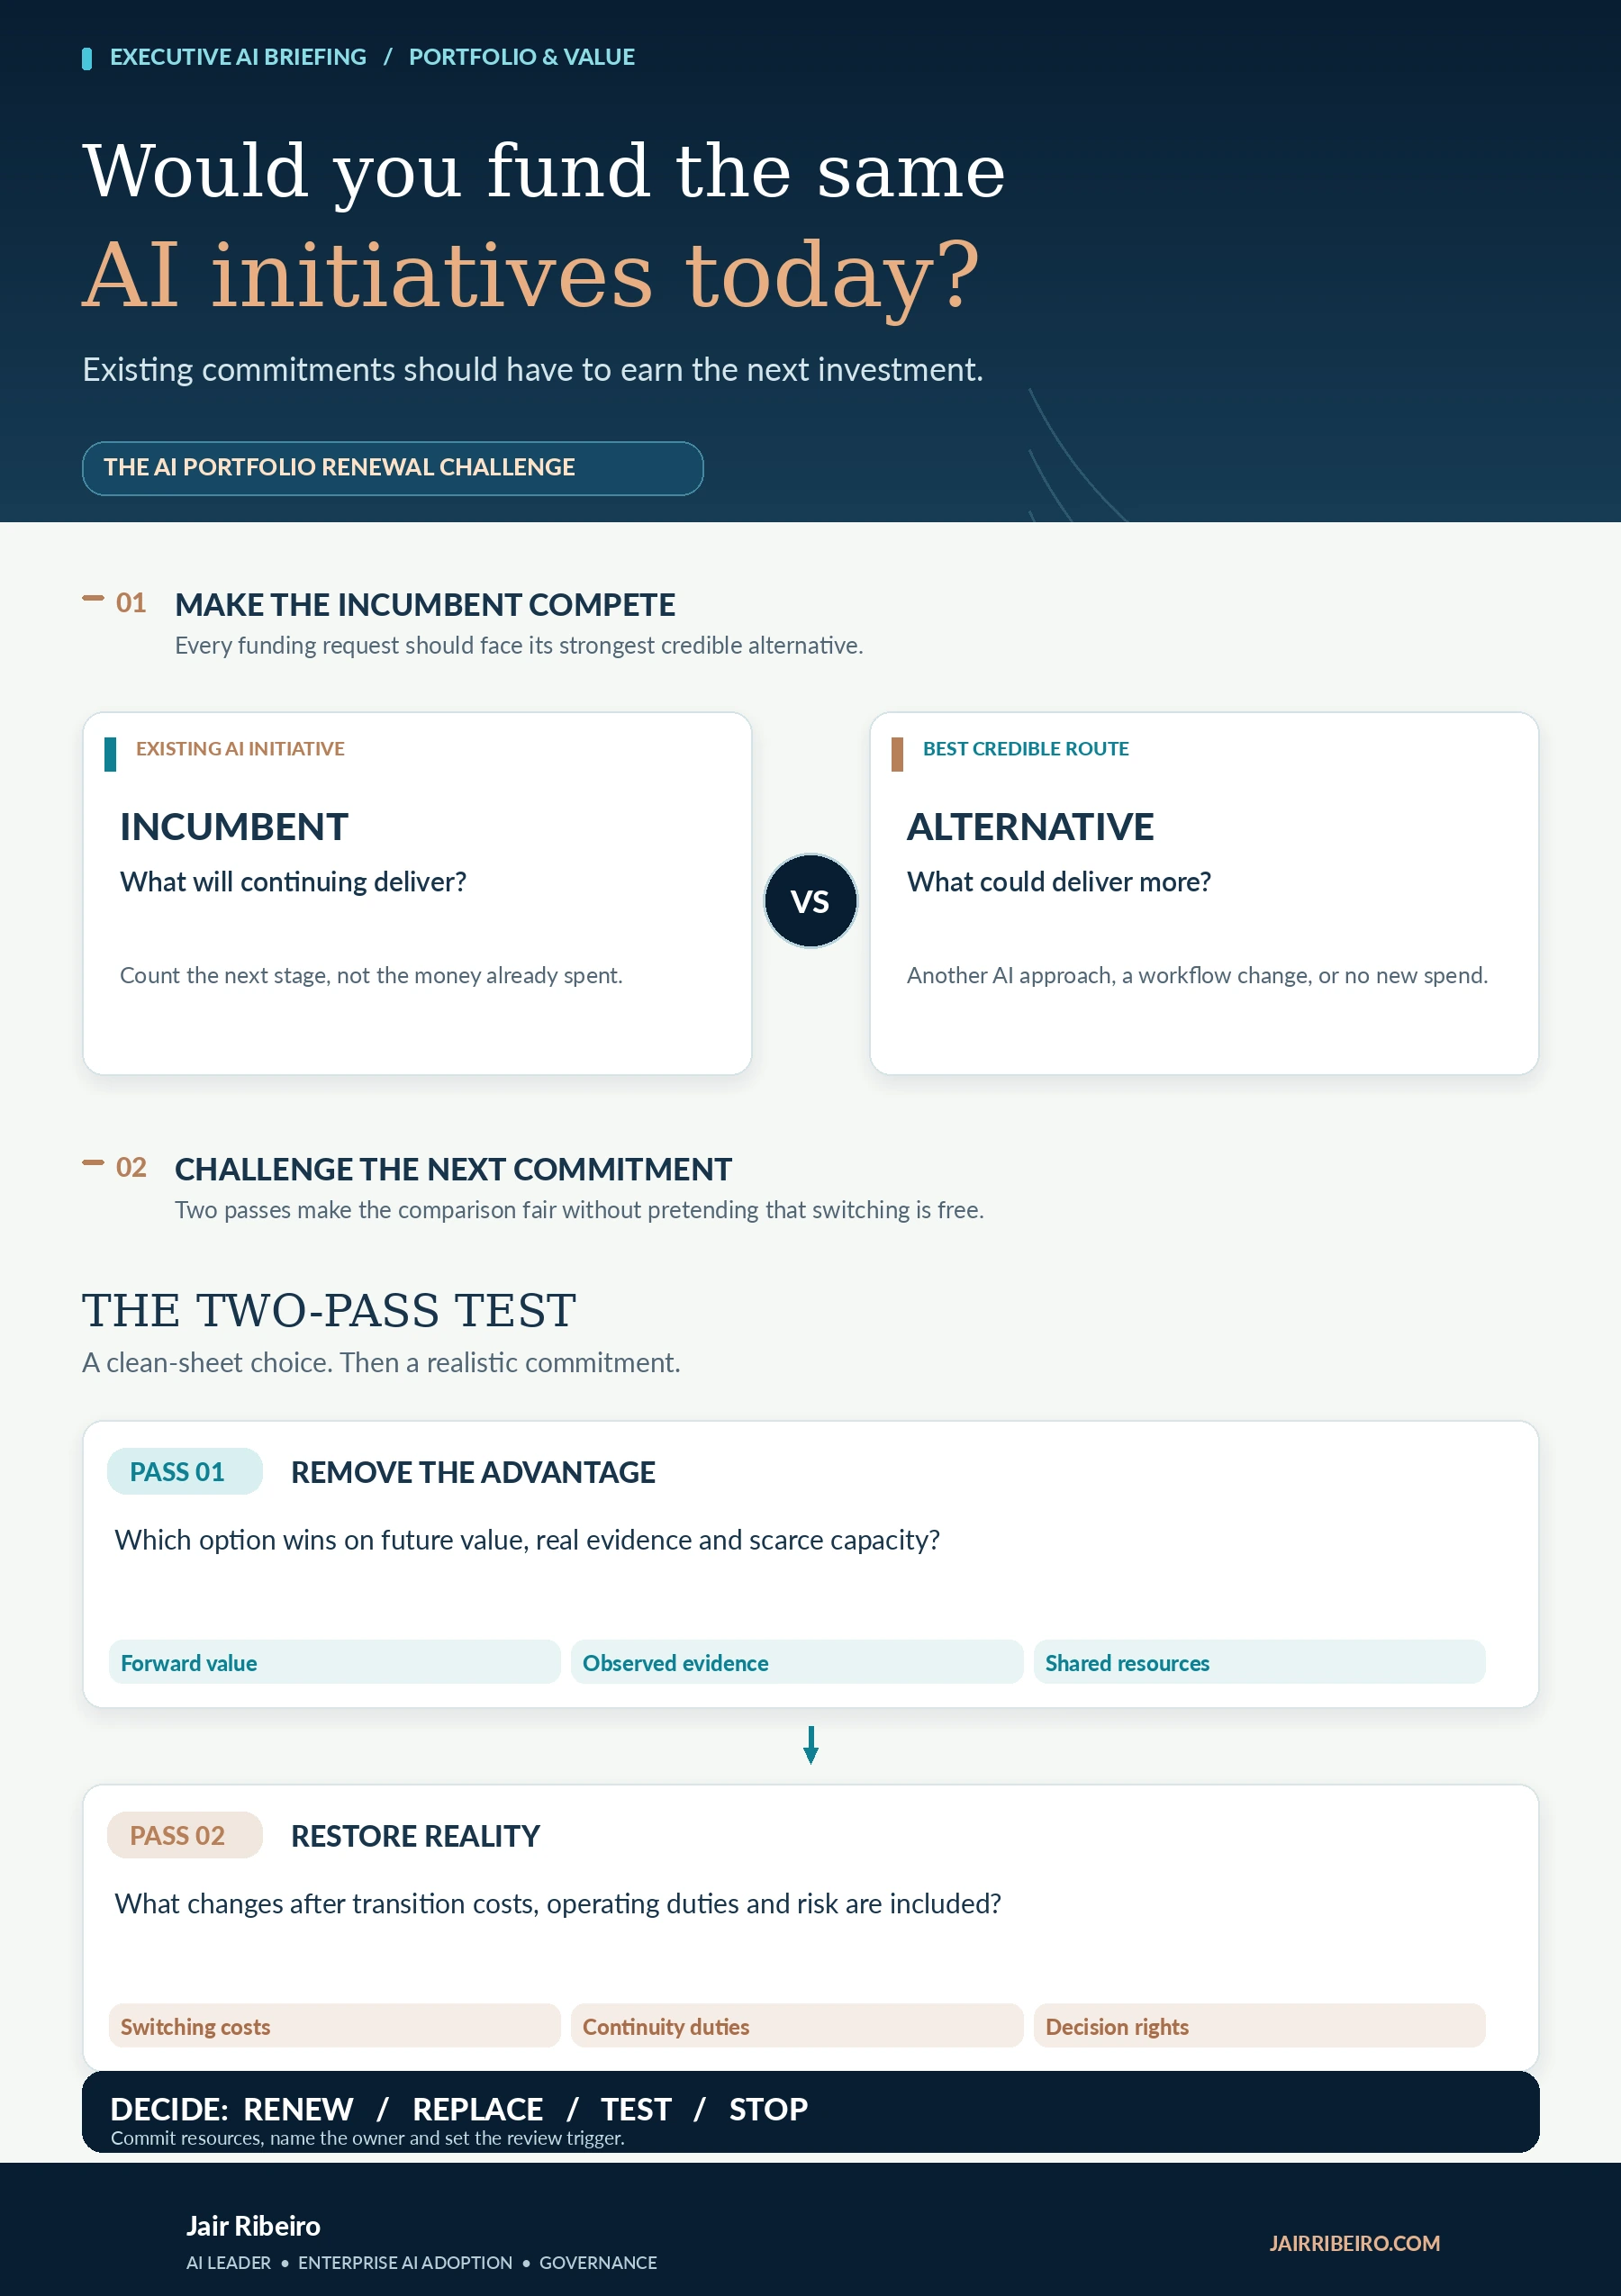 EXECUTIVE AI BRIEFING / PORTFOLIO & VALUE
Would you fund the same
AI initiatives today?
Existing commitments should have to earn the next investment.
THE AI PORTFOLIO RENEWAL CHALLENGE
01 MAKE THE INCUMBENT COMPETE
Every funding request should face its strongest credible alternative.
EXISTING AI INITIATIVE
INCUMBENT
What will continuing deliver?
Count the next stage, not the money already spent.
VS
BEST CREDIBLE ROUTE
ALTERNATIVE
What could deliver more?
Another AI approach, a workflow change, or no new spend.
02 CHALLENGE THE NEXT COMMITMENT
Two passes make the comparison fair without pretending that switching is free.
THE TWO-PASS TEST
A clean-sheet choice. Then a realistic commitment.
PASS 01 REMOVE THE ADVANTAGE
Which option wins on future value, real evidence and scarce capacity?
Forward value Observed evidence Shared resources
PASS 02 RESTORE REALITY
What changes after transition costs, operating duties and risk are included?
Switching costs Continuity duties Decision rights
DECIDE: RENEW / REPLACE / TEST / STOP
Commit resources, name the owner and set the review trigger.
Jair Ribeiro
AI LEADER • ENTERPRISE AI ADOPTION • GOVERNANCE
JAIRRIBEIRO.COM